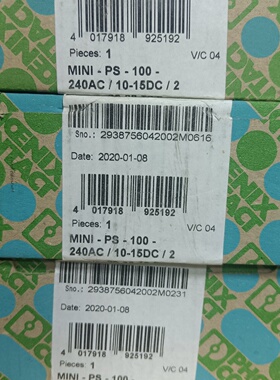 4 017918 925192
Pieces: 1 V/C 04
MINI - PS - 100 -
240AC / 10-15DC / 2
Sno.: 2938756042002M0616
Date: 2020-01-08
4 017918 925192
Pieces: 1 V/C 04
MINI - PS - 100 -
240AC / 10-15DC / 2
Sno.: 2938756042002M0231
Date: 2020-01-08
4 017918 925192
Pieces: 1 V/C 04
MINI - PS - 100 -